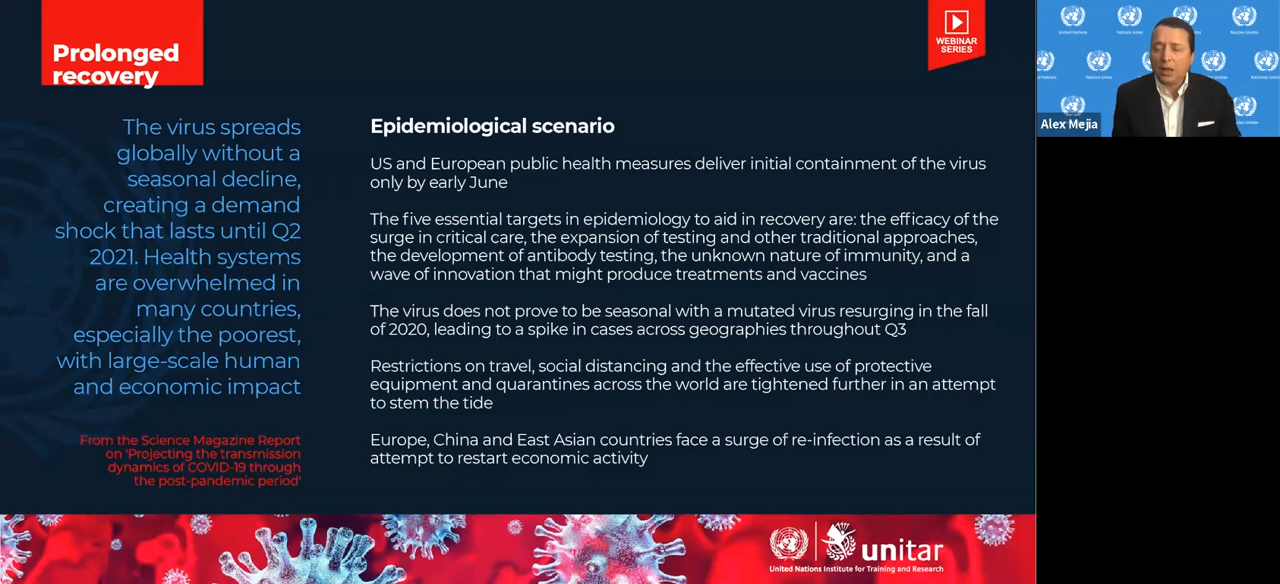 Prolonged
recovery
WEBINAR
SERIES
The virus spreads
globally without a
seasonal decline,
creating a demand
shock that lasts until Q2
2021. Health systems
are overwhelmed in
many countries,
especially the poorest,
with large-scale human
and economic impact
From the Science Magazine Report
on 'Projecting the transmission
dynamics of COVID-19 through
the post-pandemic period'
Epidemiological scenario
US and European public health measures deliver initial containment of the virus
only by early June
The five essential targets in epidemiology to aid in recovery are: the efficacy of the
surge in critical care, the expansion of testing and other traditional approaches,
the development of antibody testing, the unknown nature of immunity, and a
wave of innovation that might produce treatments and vaccines
The virus does not prove to be seasonal with a mutated virus resurging in the fall
of 2020, leading to a spike in cases across geographies throughout Q3
Restrictions on travel, social distancing and the effective use of protective
equipment and quarantines across the world are tightened further in an attempt
to stem the tide
Europe, China and East Asian countries face a surge of re-infection as a result of
attempt to restart economic activity
unitar
United Nations Institute for Training and Research
Alex Mejia